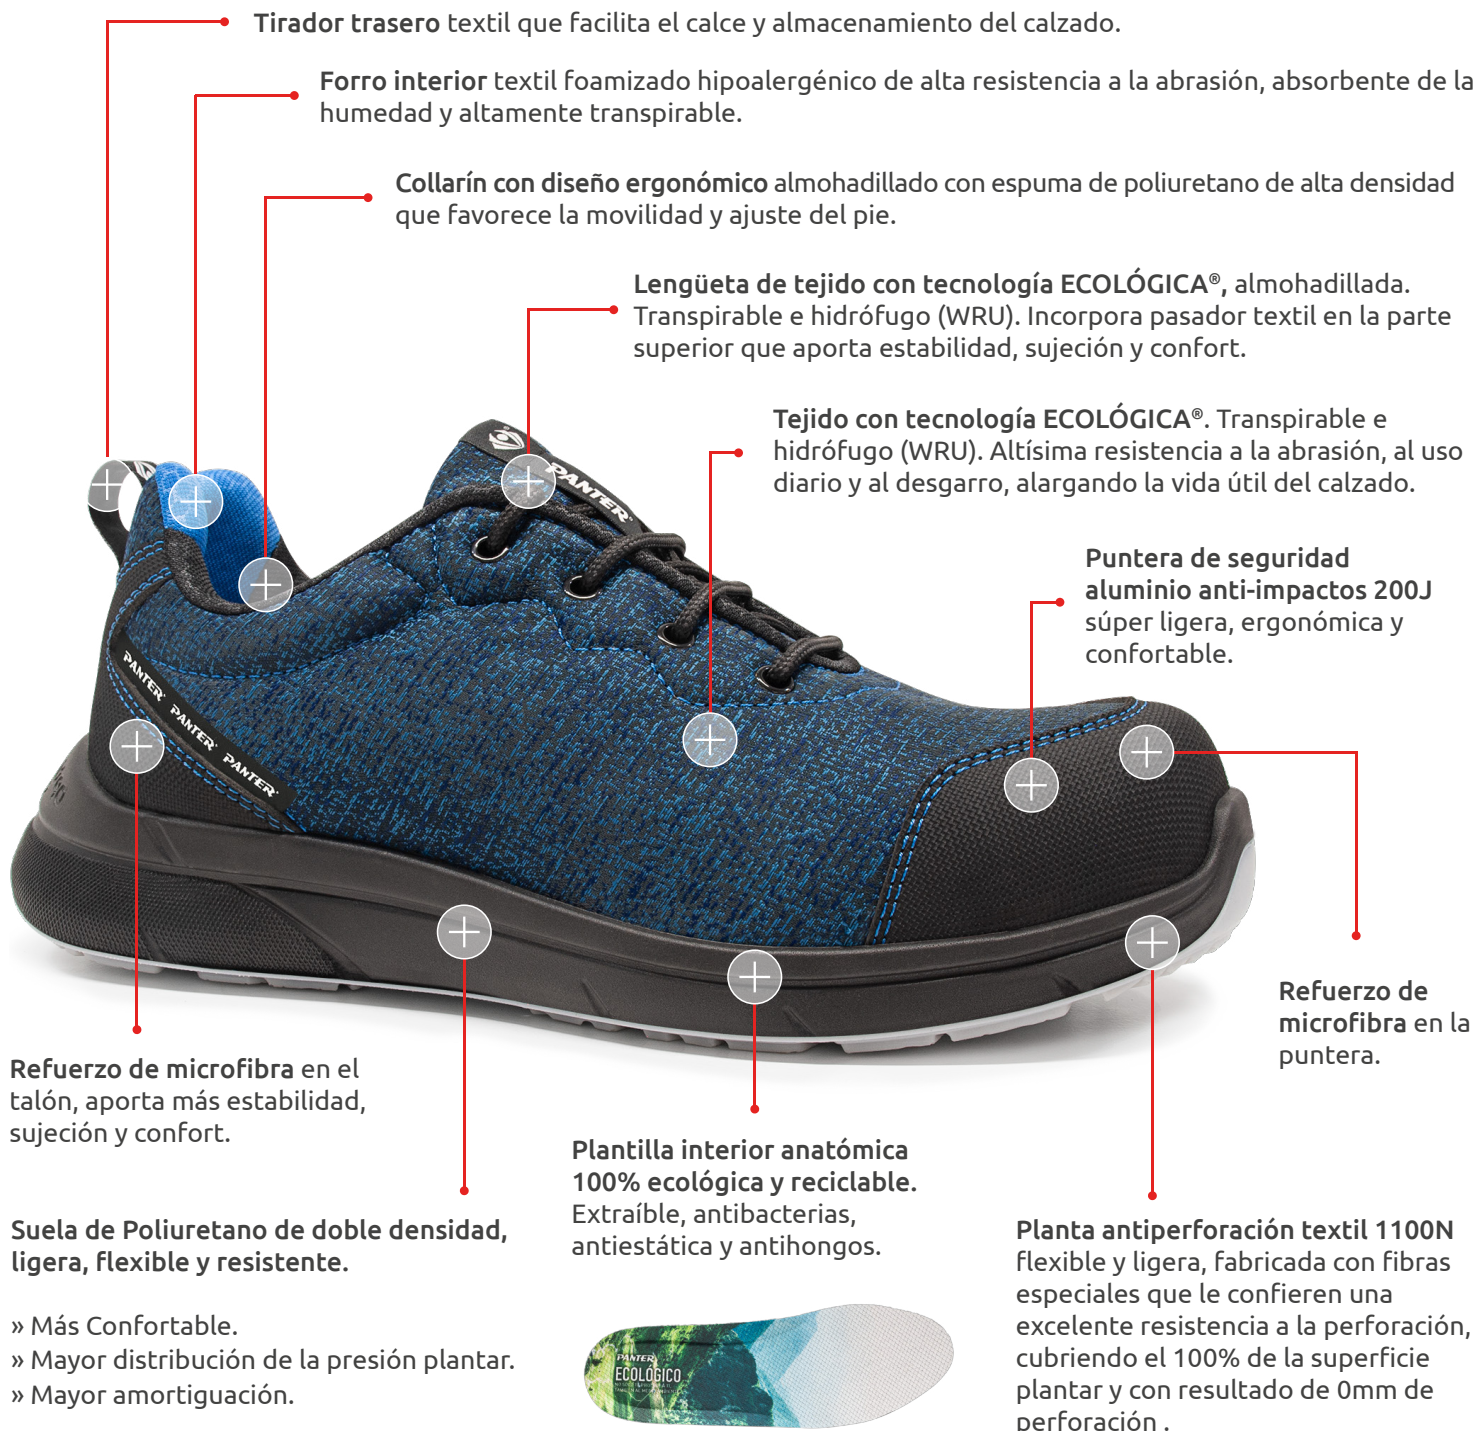 Tirador trasero textil que facilita el calce y almacenamiento del calzado.
Forro interior textil foamizado hipoalergénico de alta resistencia a la abrasión, absorbente de la
humedad y altamente transpirable.
Collarín con diseño ergonómico almohadillado con espuma de poliuretano de alta densidad
que favorece la movilidad y ajuste del pie.
Lengüeta de tejido con tecnología ECOLÓGICA®, almohadillada.
Transpirable e hidrófugo (WRU). Incorpora pasador textil en la parte
superior que aporta estabilidad, sujeción y confort.
Tejido con tecnología ECOLÓGICA®. Transpirable e
hidrófugo (WRU). Altísima resistencia a la abrasión, al uso
diario y al desgarro, alargando la vida útil del calzado.
PANTER
Puntera de seguridad
aluminio anti-impactos 200J
súper ligera, ergonómica y
confortable.
PANTER
PANTER
PANTER
Refuerzo de
microfibra en la
puntera.
Refuerzo de microfibra en el
talón, aporta más estabilidad,
sujeción y confort.
Plantilla interior anatómica
100% ecológica y reciclable.
Extraíble, antibacterias,
antiestática y antihongos.
Suela de Poliuretano de doble densidad,
ligera, flexible y resistente.
» Más Confortable.
» Mayor distribución de la presión plantar.
» Mayor amortiguación.
PANTER
ECOLÓGICO
Planta antiperforación textil 1100N
flexible y ligera, fabricada con fibras
especiales que le confieren una
excelente resistencia a la perforación,
cubriendo el 100% de la superficie
plantar y con resultado de 0mm de
perforación .